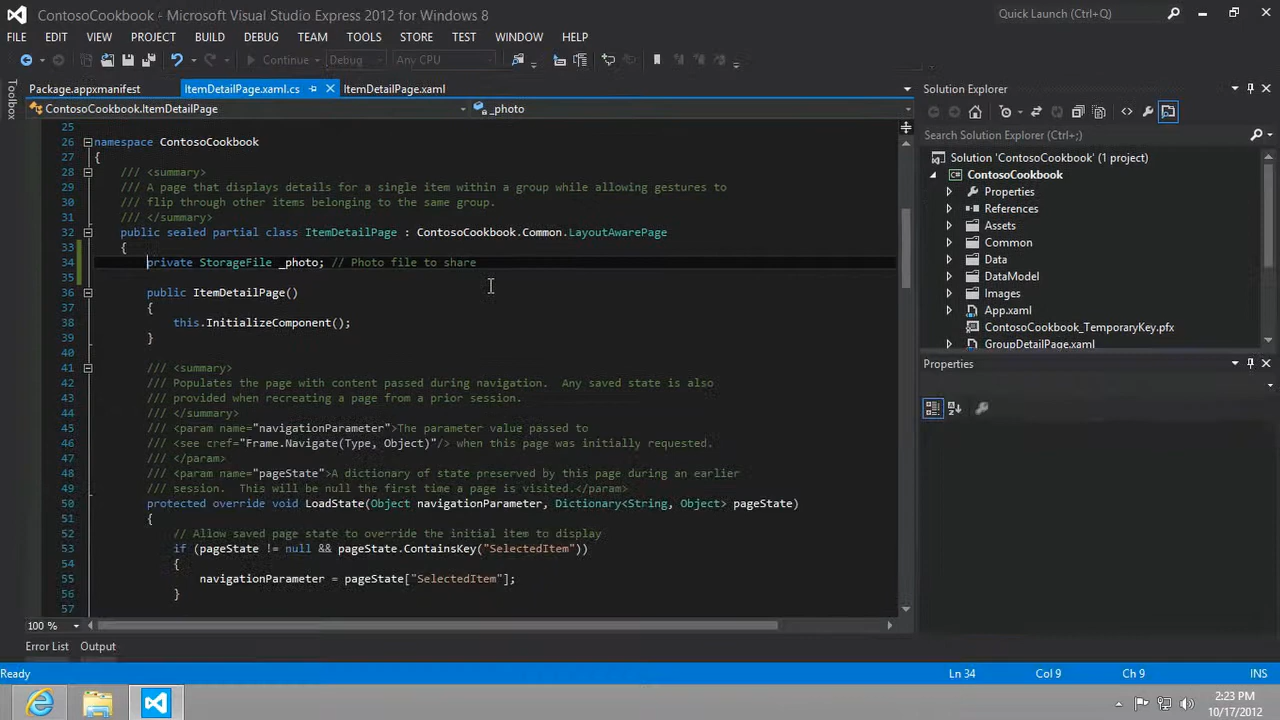 ContosoCookbook - Microsoft Visual Studio Express 2012 for Windows 8
Quick Launch (Ctrl+Q)
FILE EDIT VIEW PROJECT BUILD DEBUG TEAM TOOLS STORE TEST WINDOW HELP
Continue Debug Any CPU
Toolbox
Package.appxmanifest ItemDetailPage.xaml.cs ItemDetailPage.xaml
ContosoCookbook.ItemDetailPage _photo
25
26 namespace ContosoCookbook
27 {
28 /// <summary>
29 /// A page that displays details for a single item within a group while allowing gestures to
30 /// flip through other items belonging to the same group.
31 /// </summary>
32 public sealed partial class ItemDetailPage : ContosoCookbook.Common.LayoutAwarePage
33 {
34 private StorageFile _photo; // Photo file to share
35
36 public ItemDetailPage()
37 {
38 this.InitializeComponent();
39 }
40
41 /// <summary>
42 /// Populates the page with content passed during navigation.  Any saved state is also
43 /// provided when recreating a page from a prior session.
44 /// </summary>
45 /// <param name="navigationParameter">The parameter value passed to
46 /// <see cref="Frame.Navigate(Type, Object)"/> when this page was initially requested.
47 /// </param>
48 /// <param name="pageState">A dictionary of state preserved by this page during an earlier
49 /// session.  This will be null the first time a page is visited.</param>
50 protected override void LoadState(Object navigationParameter, Dictionary<String, Object> pageState)
51 {
52 // Allow saved page state to override the initial item to display
53 if (pageState != null && pageState.ContainsKey("SelectedItem"))
54 {
55 navigationParameter = pageState["SelectedItem"];
56 }
57
100 %
Solution Explorer
Search Solution Explorer (Ctrl+;)
Solution 'ContosoCookbook' (1 project)
ContosoCookbook
Properties
References
Assets
Common
Data
DataModel
Images
App.xaml
ContosoCookbook_TemporaryKey.pfx
GroupDetailPage.xaml
Properties
Error List Output
Ready Ln 34 Col 9 Ch 9 INS
2:23 PM
10/17/2012